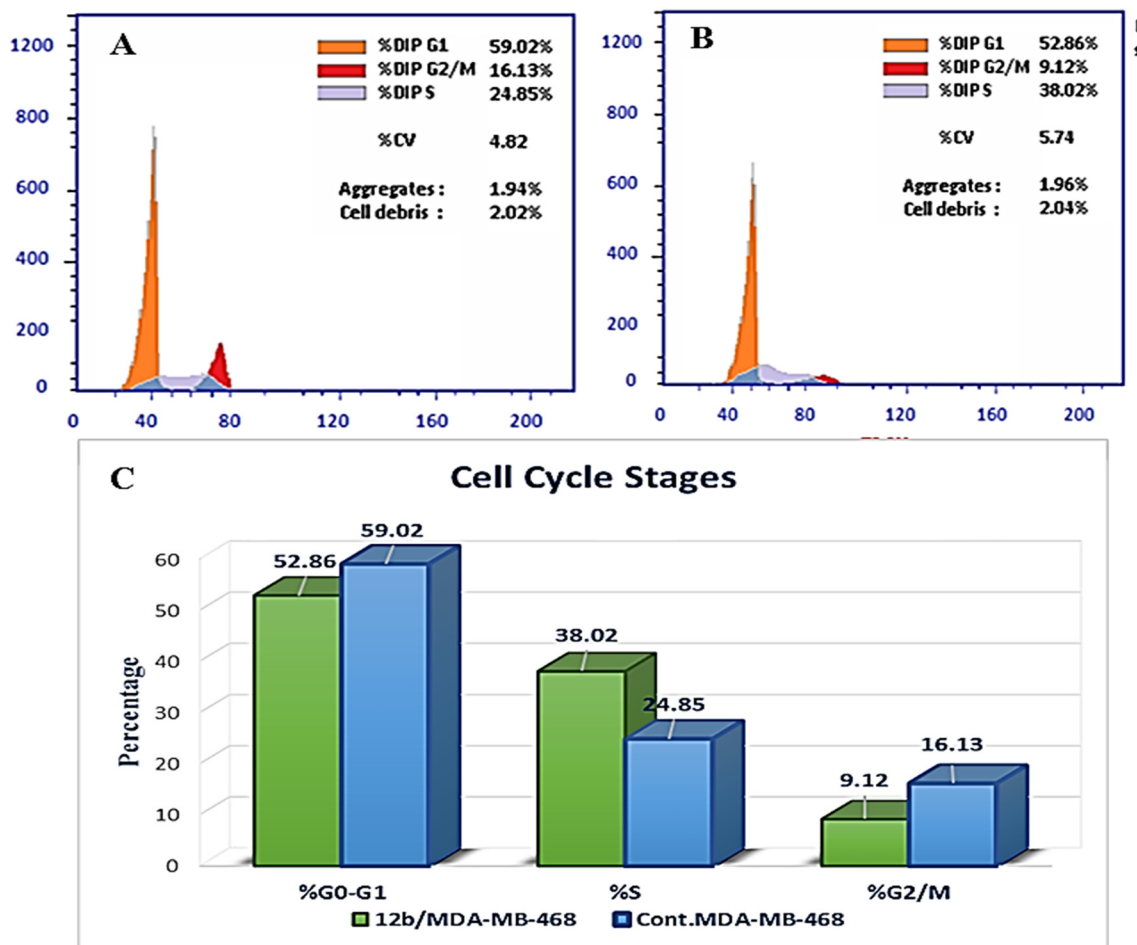 A
%DIP G1 59.02%
%DIP G2/M 16.13%
%DIP S 24.85%
%CV 4.82
Aggregates : 1.94%
Cell debris : 2.02%
1200
1000
800
600
400
200
0
0 40 80 120 160 200
B
%DIP G1 52.86%
%DIP G2/M 9.12%
%DIP S 38.02%
%CV 5.74
Aggregates : 1.96%
Cell debris : 2.04%
1200
1000
800
600
400
200
0
0 40 80 120 160 200
C
Cell Cycle Stages
Percentage
60
50
40
30
20
10
0
52.86 59.02
38.02 24.85
9.12 16.13
%G0-G1 %S %G2/M
12b/MDA-MB-468 Cont.MDA-MB-468